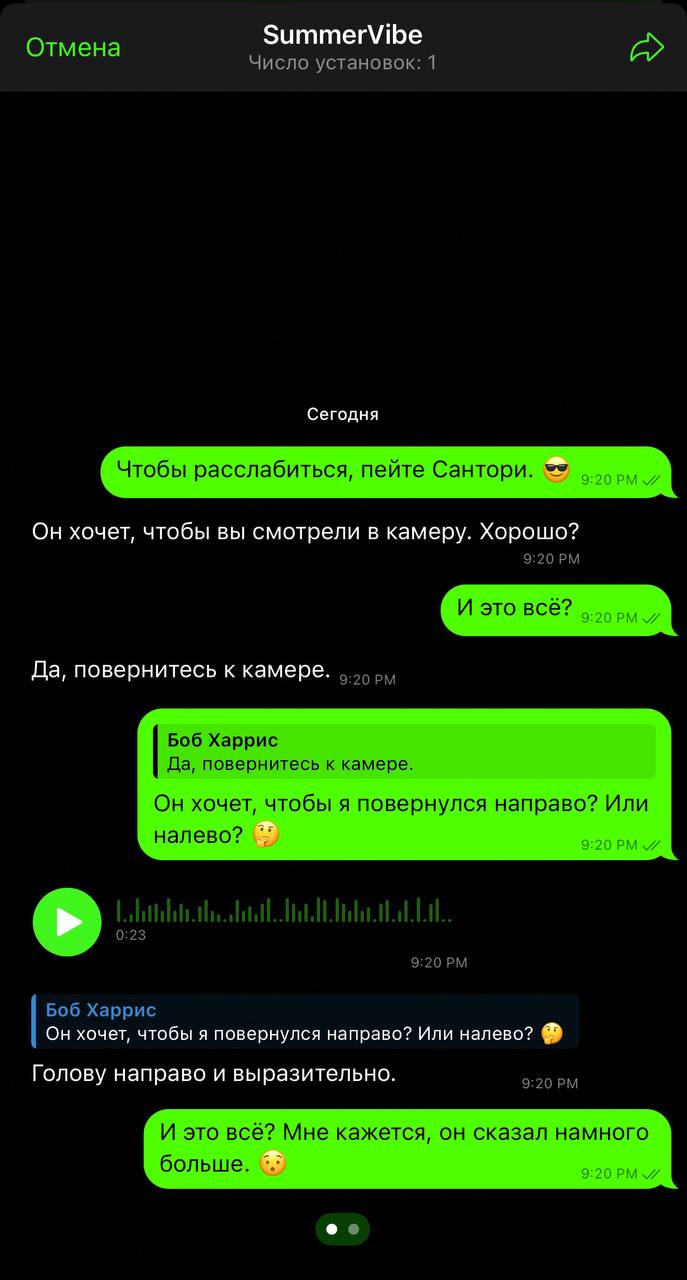 Отмена
SummerVibe
Число установок: 1
Сегодня
Чтобы расслабиться, пейте Сантори. 😎 9:20 PM
Он хочет, чтобы вы смотрели в камеру. Хорошо?
9:20 PM
И это всё? 9:20 PM
Да, повернитесь к камере. 9:20 PM
Боб Харрис
Да, повернитесь к камере.
Он хочет, чтобы я повернулся направо? Или
налево? 🤔 9:20 PM
0:23
9:20 PM
Боб Харрис
Он хочет, чтобы я повернулся направо? Или налево? 🤔
Голову направо и выразительно. 9:20 PM
И это всё? Мне кажется, он сказал намного
больше. 😯 9:20 PM